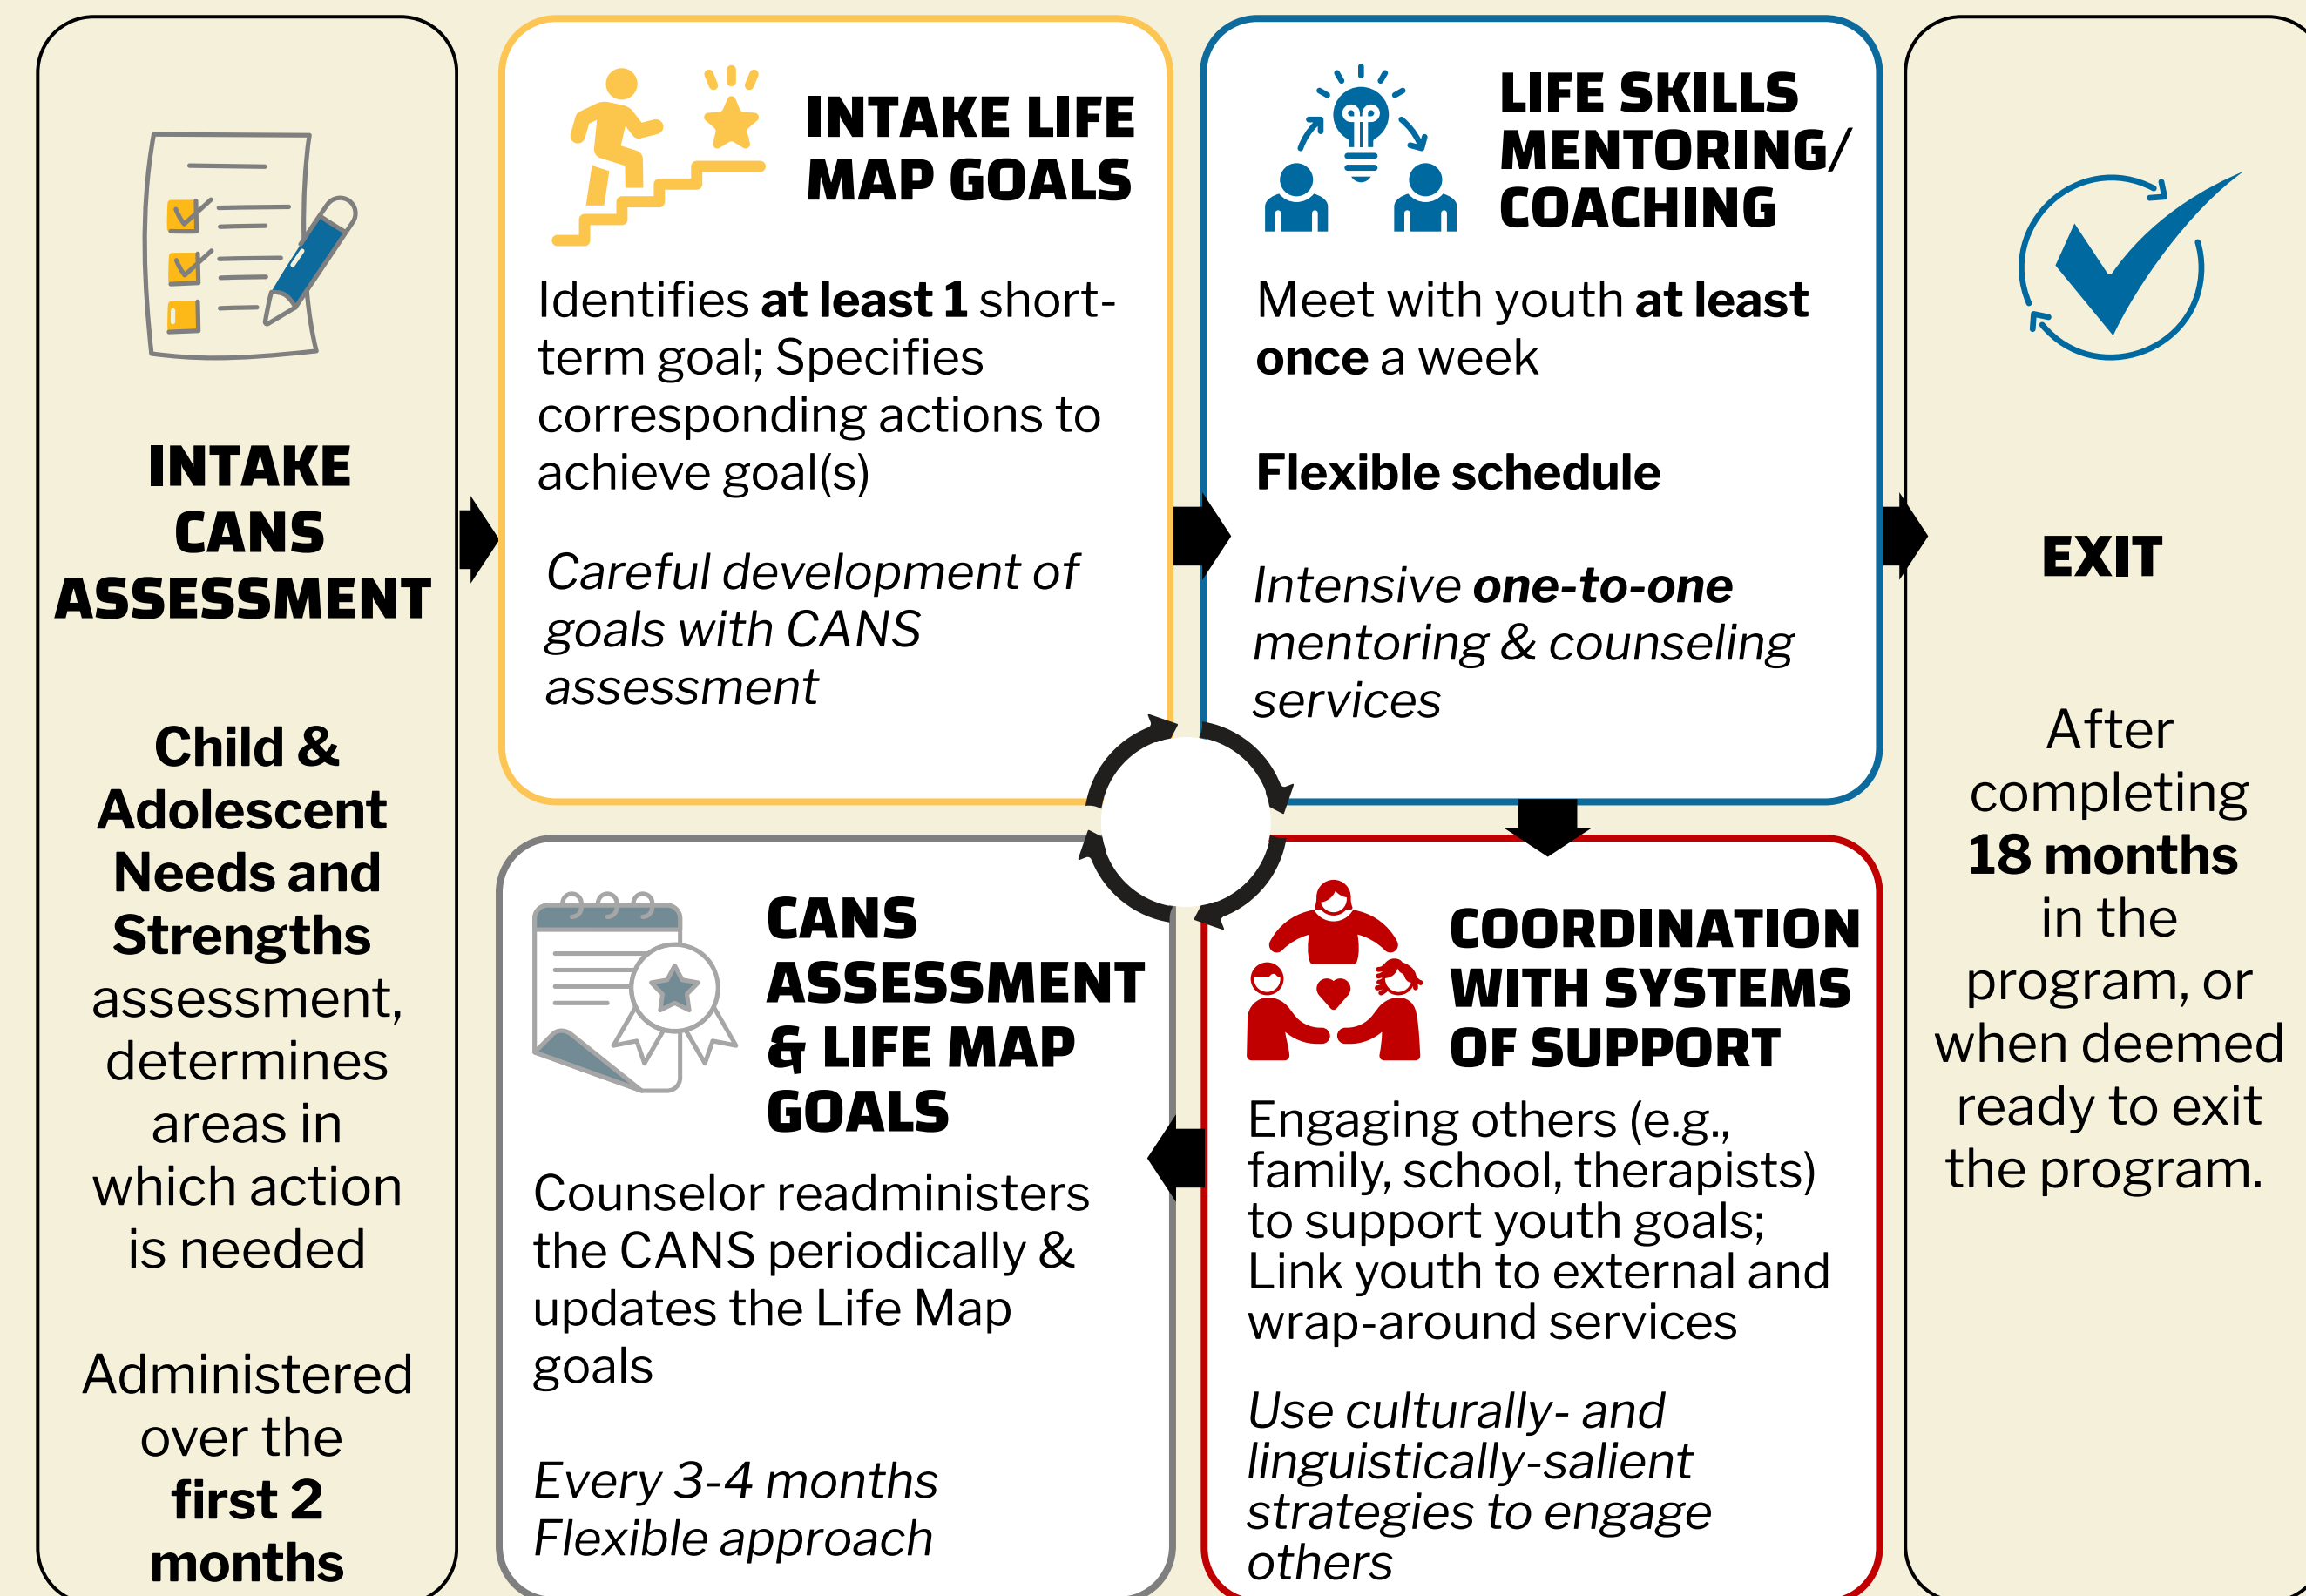 INTAKE
CANS
ASSESSMENT
Child &
Adolescent
Needs and
Strengths
assessment,
determines
areas in
which action
is needed
Administered
over the
first 2
months
INTAKE LIFE
MAP GOALS
Identifies at least 1 short-
term goal; Specifies
corresponding actions to
achieve goal(s)
Careful development of
goals with CANS
assessment
LIFE SKILLS
MENTORING/
COACHING
Meet with youth at least
once a week
Flexible schedule
Intensive one-to-one
mentoring & counseling
services
COORDINATION
WITH SYSTEMS
OF SUPPORT
Engaging others (e.g.,
family, school, therapists)
to support youth goals;
Link youth to external and
wrap-around services
Use culturally- and
linguistically-salient
strategies to engage
others
CANS
ASSESSMENT
& LIFE MAP
GOALS
Counselor readministers
the CANS periodically &
updates the Life Map
goals
Every 3-4 months
Flexible approach
EXIT
After
completing
18 months
in the
program, or
when deemed
ready to exit
the program.